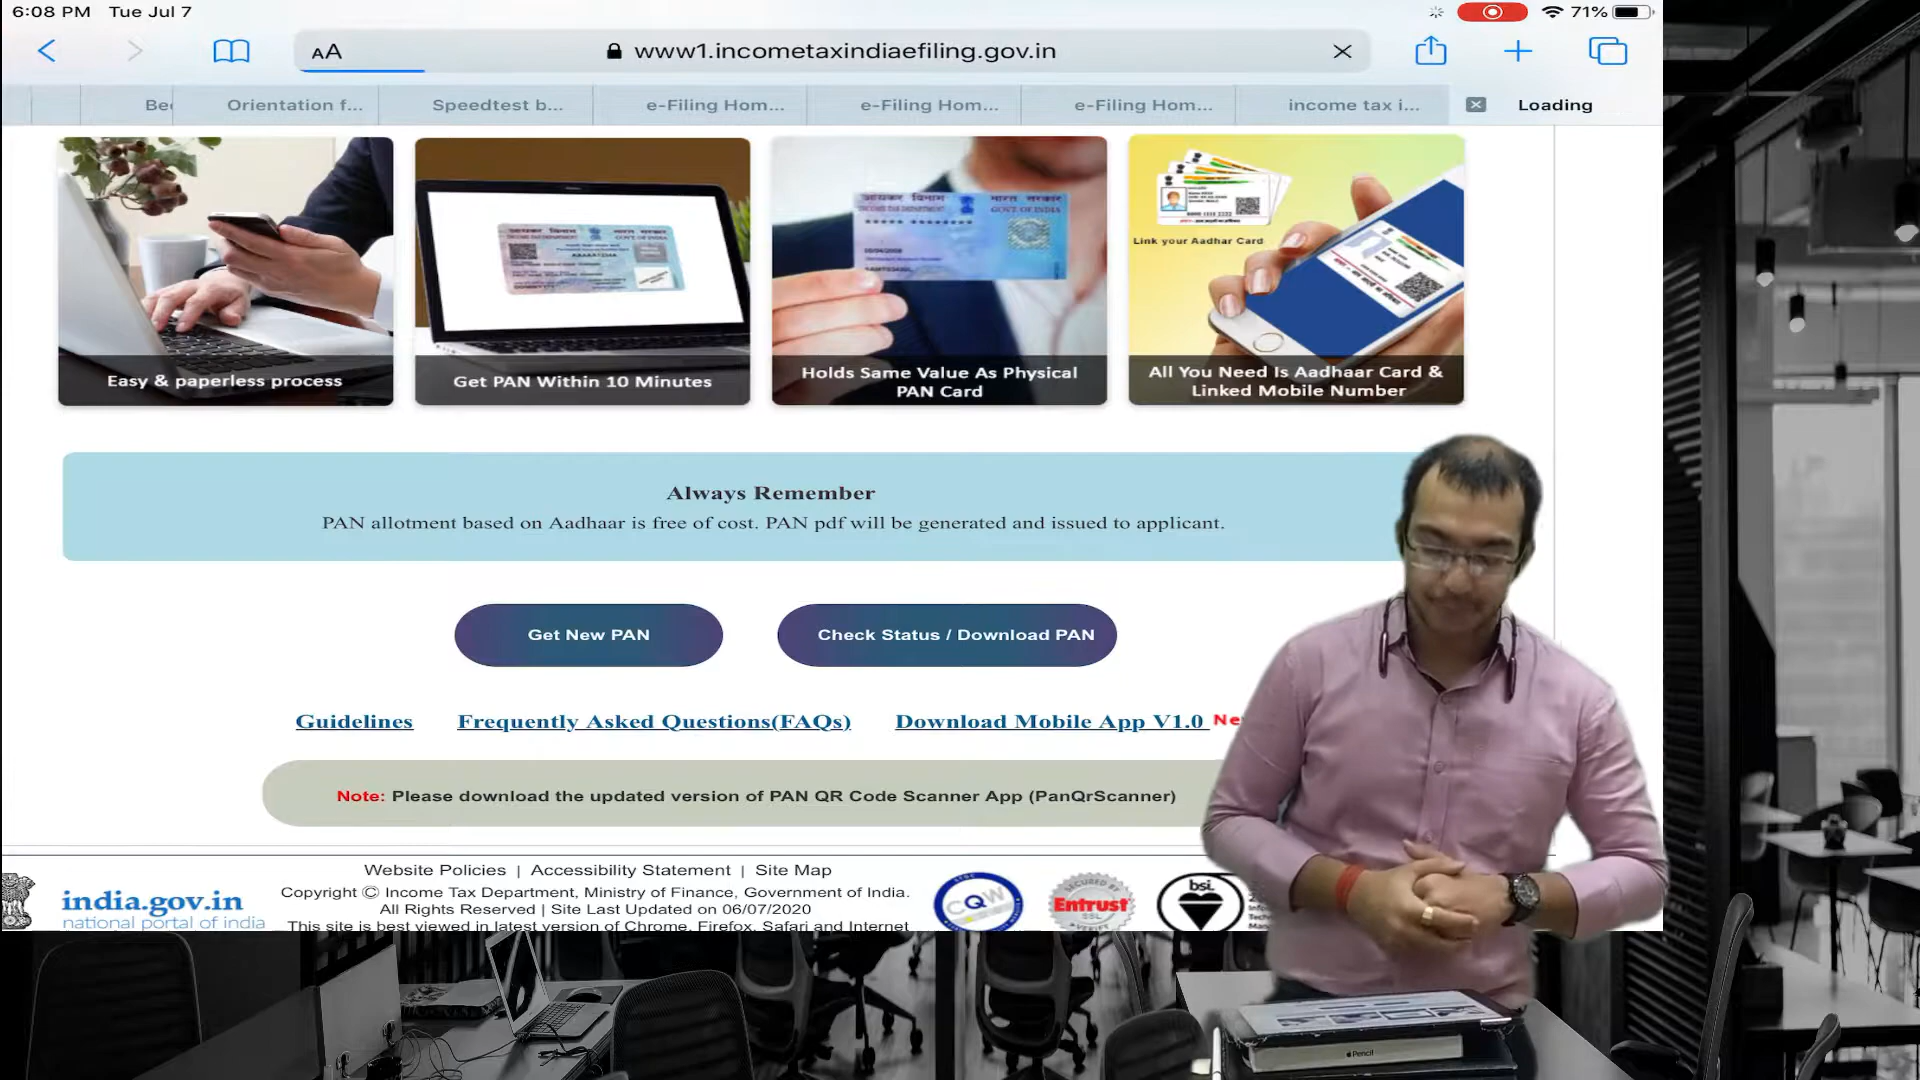 6:08 PM Tue Jul 7
71%
AA
www1.incometaxindiaefiling.gov.in
Orientation f...
Speedtest b...
e-Filing Hom...
e-Filing Hom...
e-Filing Hom...
income tax i...
Loading
Link your Aadhar Card
Easy & paperless process
Get PAN Within 10 Minutes
Holds Same Value As Physical
PAN Card
All You Need Is Aadhaar Card &
Linked Mobile Number
Always Remember
PAN allotment based on Aadhaar is free of cost. PAN pdf will be generated and issued to applicant.
Get New PAN
Check Status / Download PAN
Guidelines
Frequently Asked Questions(FAQs)
Download Mobile App V1.0
Note: Please download the updated version of PAN QR Code Scanner App (PanQrScanner)
Website Policies | Accessibility Statement | Site Map
india.gov.in
national portal of india
Copyright © Income Tax Department, Ministry of Finance, Government of India.
All Rights Reserved | Site Last Updated on 06/07/2020
This site is best viewed in latest version of Chrome, Firefox, Safari and Internet
CQW
Entrust
bsi.
Pencil